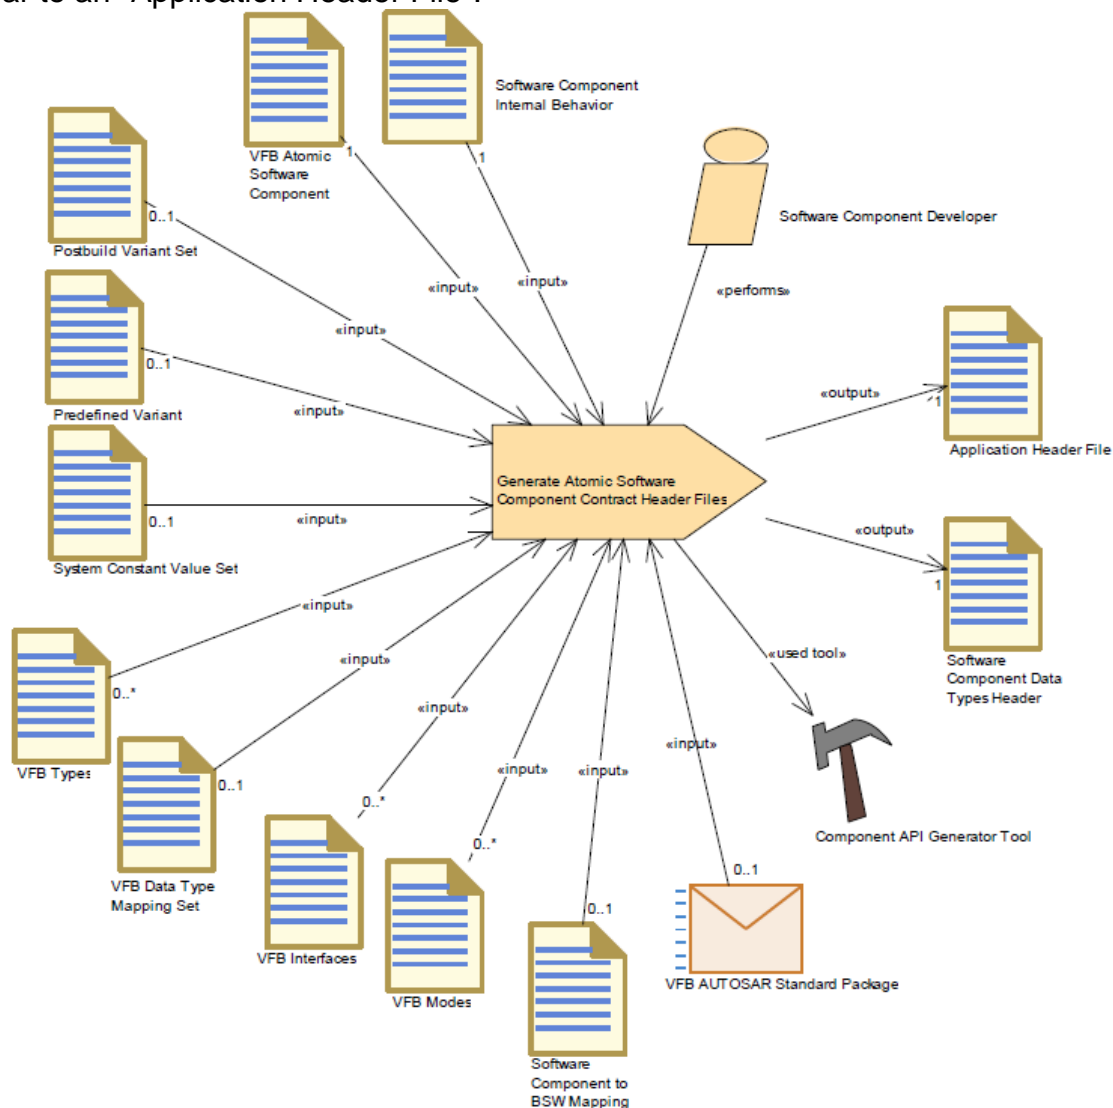 ar to an "Application Header File".
Software Component
Internal Behavior
VFB Atomic
Software
Component
1
1
0..1
Software Component Developer
Postbuild Variant Set
«input»
«input»
«performs»
«input»
0..1
«input»
Predefined Variant
«output»
1
Application Header File
Generate Atomic Software
Component Contract Header Files
«input»
0..1
System Constant Value Set
«output»
1
«input»
«input»
«used tool»
Software
Component Data
Types Header
0..*
«input»
VFB Types
«input»
«input»
«input»
0..1
0..*
Component API Generator Tool
0..*
0..1
VFB Data Type
Mapping Set
0..1
VFB Interfaces
VFB AUTOSAR Standard Package
VFB Modes
Software
Component to
BSW Mapping